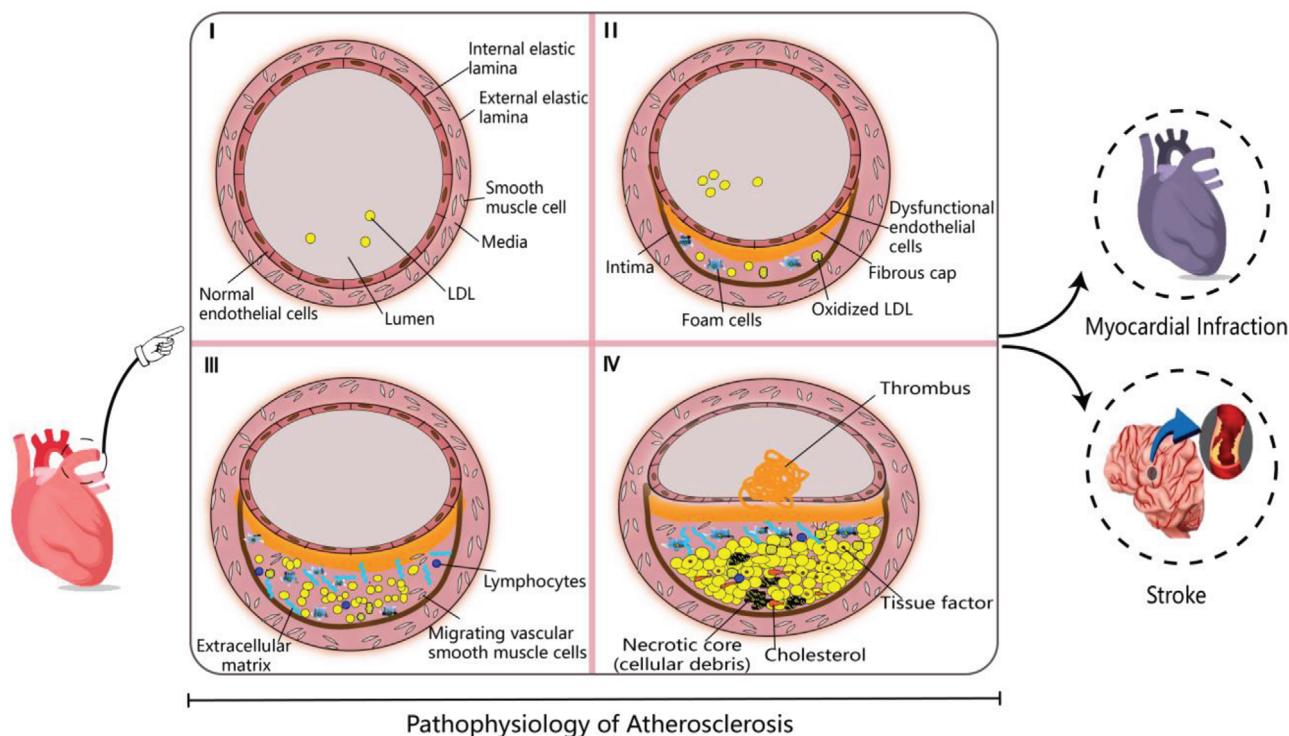 I
Internal elastic
lamina
External elastic
lamina
Smooth
muscle cell
Media
LDL
Lumen
Normal
endothelial cells
II
Dysfunctional
endothelial
cells
Fibrous cap
Intima
Oxidized LDL
Foam cells
III
Lymphocytes
Migrating vascular
smooth muscle cells
Extracellular
matrix
IV
Thrombus
Tissue factor
Necrotic core
(cellular debris)
Cholesterol
Myocardial Infraction
Stroke
Pathophysiology of Atherosclerosis